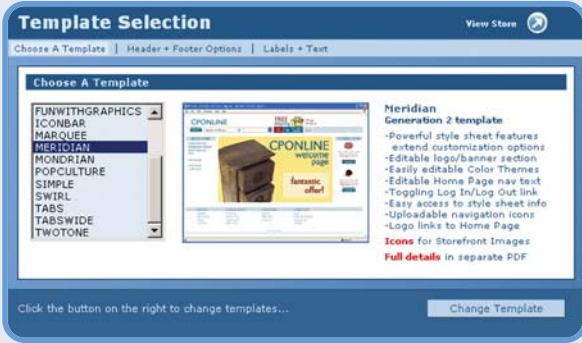 Template Selection
View Store
Choose A Template | Header + Footer Options | Labels + Text
Choose A Template
FUNWITHGRAPHICS
ICONBAR
MARQUEE
MERIDIAN
MONDRIAN
POPCULTURE
SIMPLE
SWIRL
TABS
TABSWIDE
TWOTONE
CPONLINE
FREE
CPONLINE
welcome
page
fantastic
offer!
Meridian
Generation 2 template
-Powerful style sheet features
extend customization options
-Editable logo/banner section
-Easily editable Color Themes
-Editable Home Page nav text
-Toggling Log In/Log Out link
-Easy access to style sheet info
-Uploadable navigation icons
-Logo links to Home Page
Icons for Storefront Images
Full details in separate PDF
Click the button on the right to change templates...
Change Template